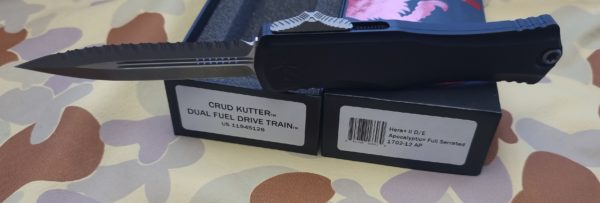 CRUD KUTTER™
DUAL FUEL DRIVE TRAIN™
US 11945128
Hera® II D/E
Apocalyptic® Full Serrated
1702-12 AP